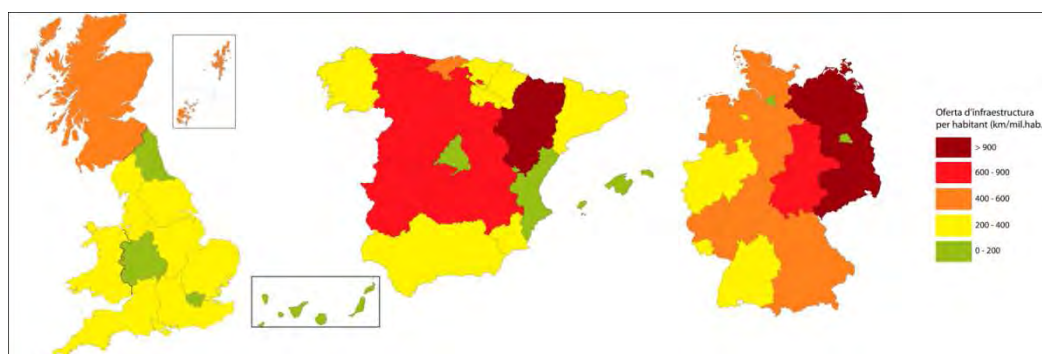 Oferta d'infraestructura
per habitant (km/mil.hab.
> 900
600 - 900
400 - 600
200 - 400
0 - 200